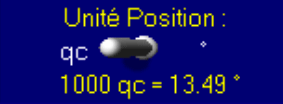 Unité Position :
qc °
1000 qc = 13.49 °